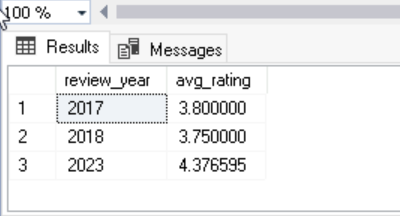 100 %
Results Messages
review_year avg_rating
1 2017 3.800000
2 2018 3.750000
3 2023 4.376595